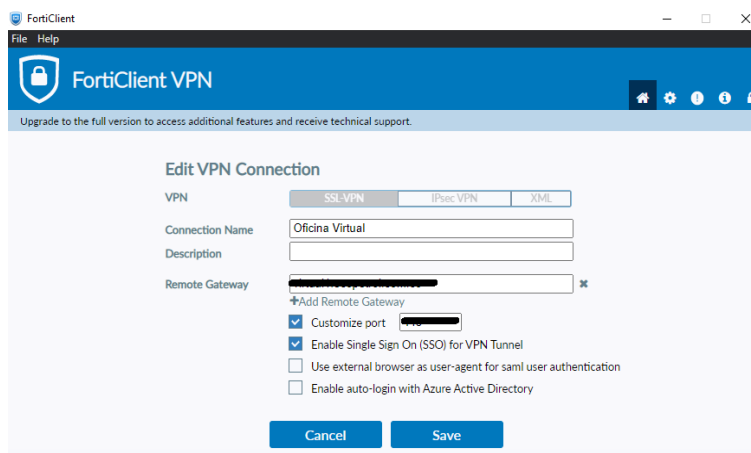 FortiClient
File Help
FortiClient VPN
Upgrade to the full version to access additional features and receive technical support.
Edit VPN Connection
VPN SSL-VPN IPsec VPN XML
Connection Name Oficina Virtual
Description
Remote Gateway
+Add Remote Gateway
Customize port
Enable Single Sign On (SSO) for VPN Tunnel
Use external browser as user-agent for saml user authentication
Enable auto-login with Azure Active Directory
Cancel Save